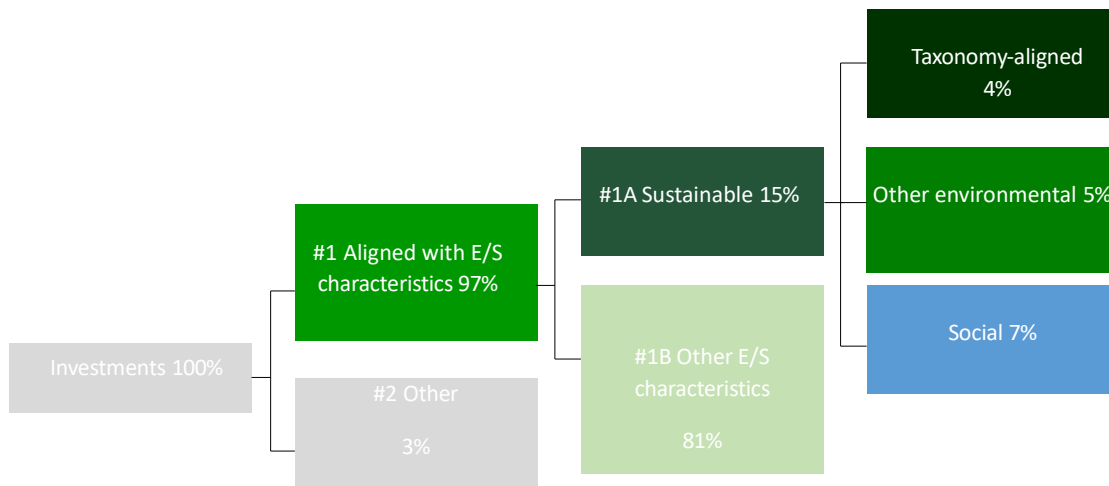 Investments 100%
#1 Aligned with E/S
characteristics 97%
#2 Other
3%
#1A Sustainable 15%
#1B Other E/S
characteristics
81%
Taxonomy-aligned
4%
Other environmental 5%
Social 7%